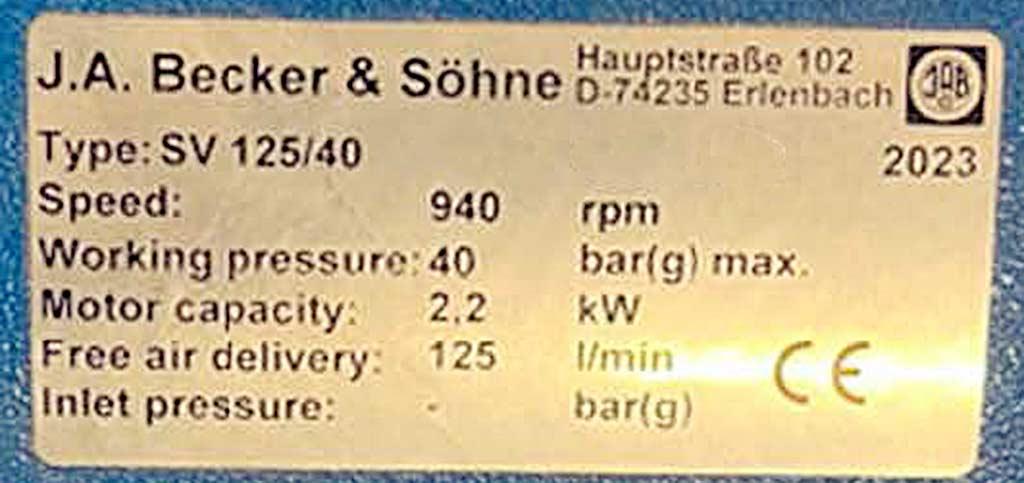 J.A. Becker & Söhne
Hauptstraße 102
D-74235 Erlenbach
JAB
Type: SV 125/40
2023
Speed: 940 rpm
Working pressure: 40 bar(g) max.
Motor capacity: 2,2 kW
Free air delivery: 125 l/min
Inlet pressure: - bar(g)
CE